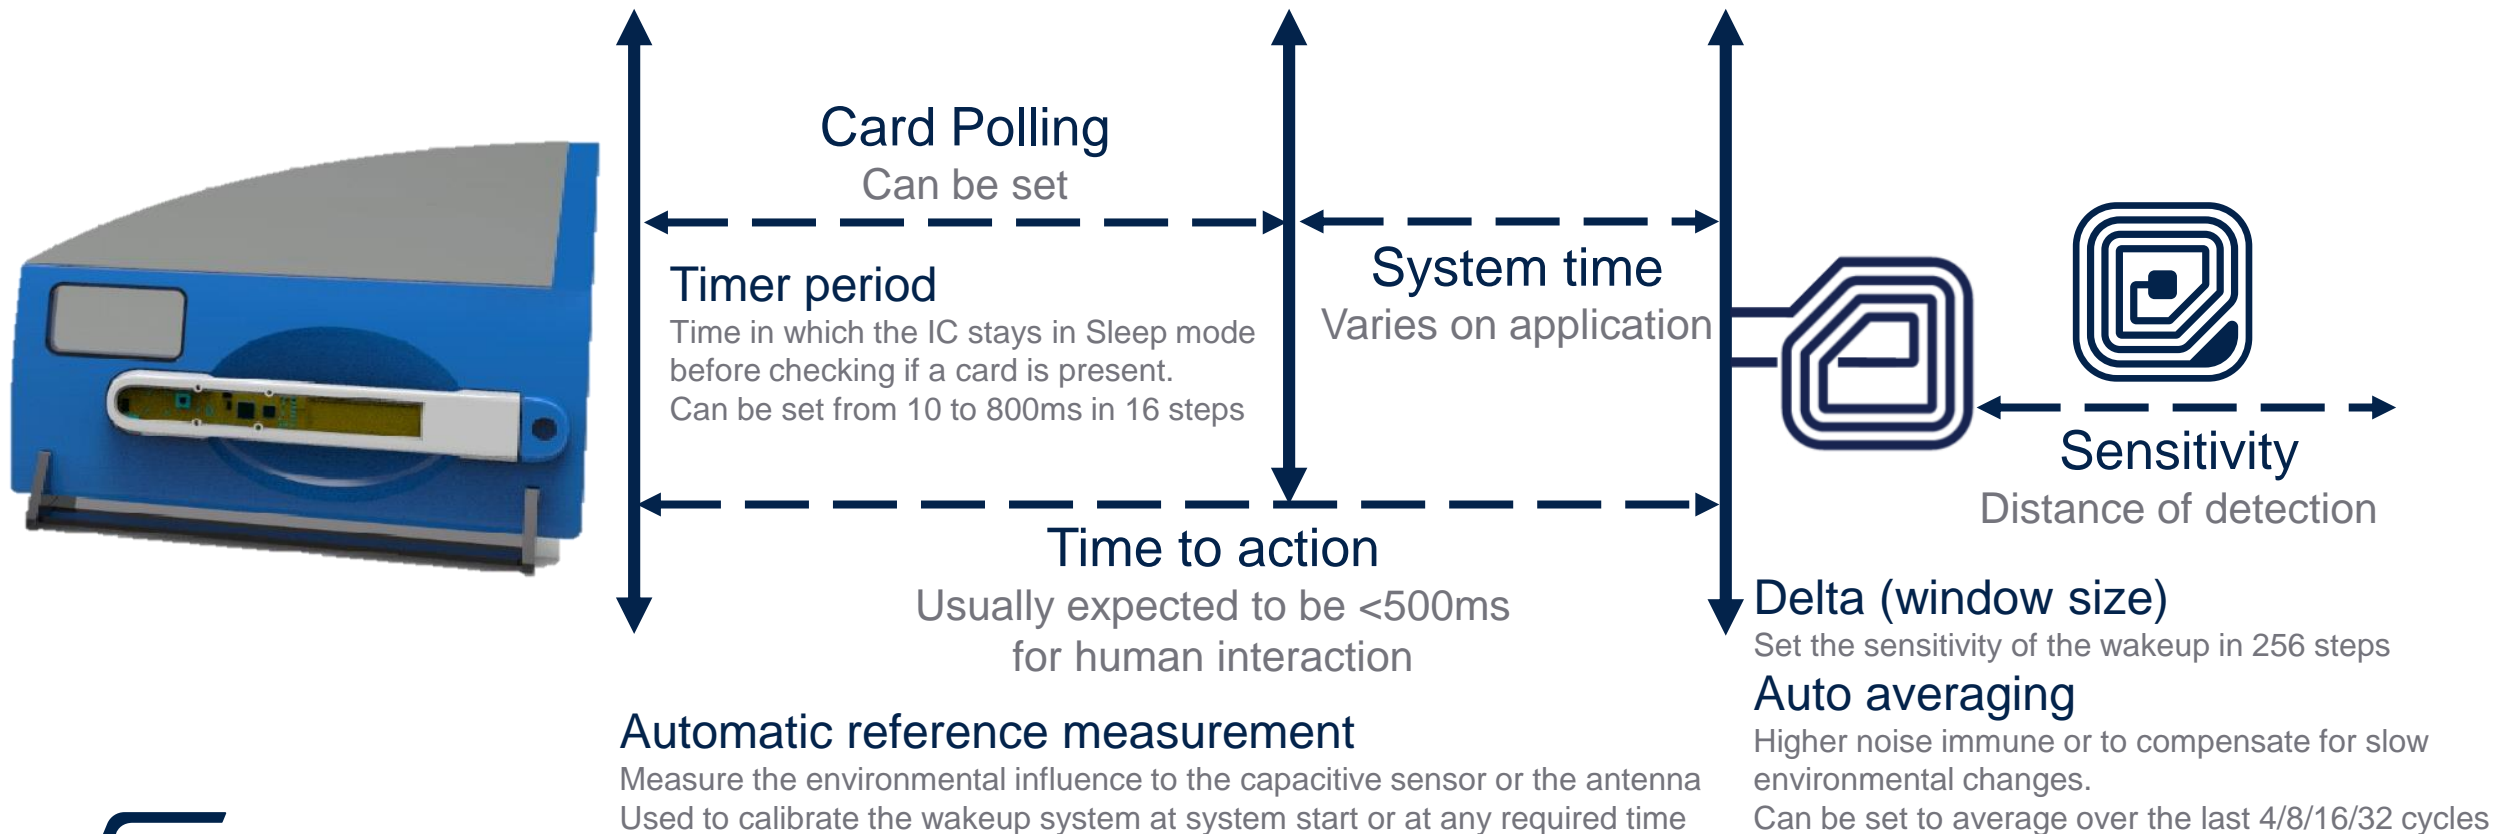 Card Polling
Can be set
Timer period
Time in which the IC stays in Sleep mode
before checking if a card is present.
Can be set from 10 to 800ms in 16 steps
System time
Varies on application
Sensitivity
Distance of detection
Time to action
Usually expected to be <500ms
for human interaction
Delta (window size)
Set the sensitivity of the wakeup in 256 steps
Auto averaging
Higher noise immune or to compensate for slow
environmental changes.
Can be set to average over the last 4/8/16/32 cycles
Automatic reference measurement
Measure the environmental influence to the capacitive sensor or the antenna
Used to calibrate the wakeup system at system start or at any required time